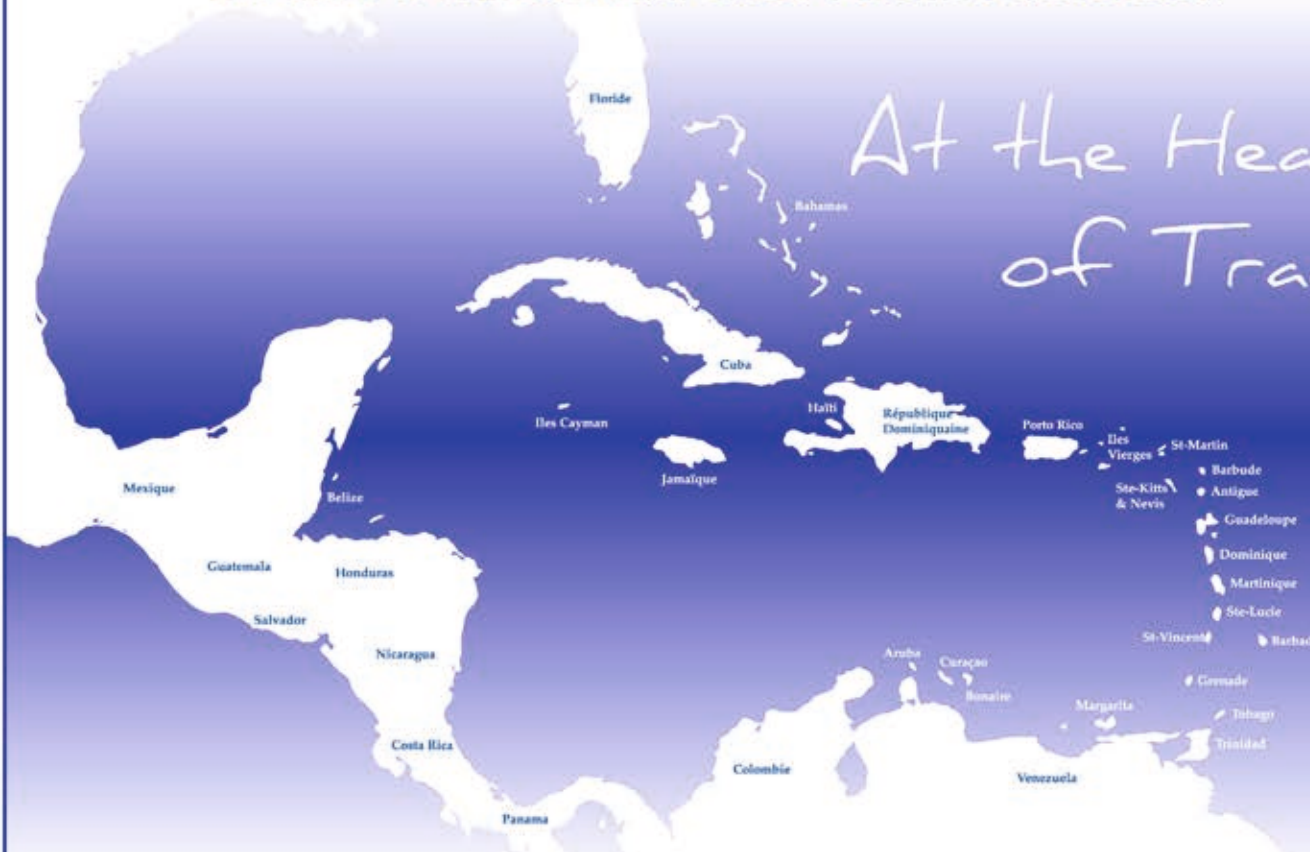 Floride
At the Hea
of Tra
Bahamas
Cuba
Haïti
République
Dominiquaine
Iles Cayman
Jamaïque
Porto Rico
Iles
Vierges
St-Martin
Barbude
Ste-Kitts
& Nevis
Antigue
Guadeloupe
Dominique
Martinique
Ste-Lucie
St-Vincent
Barbad
Grenade
Tobago
Trinidad
Mexique
Belize
Guatemala
Honduras
Salvador
Nicaragua
Costa Rica
Panama
Aruba
Curaçao
Bonaire
Margarita
Colombie
Venezuela